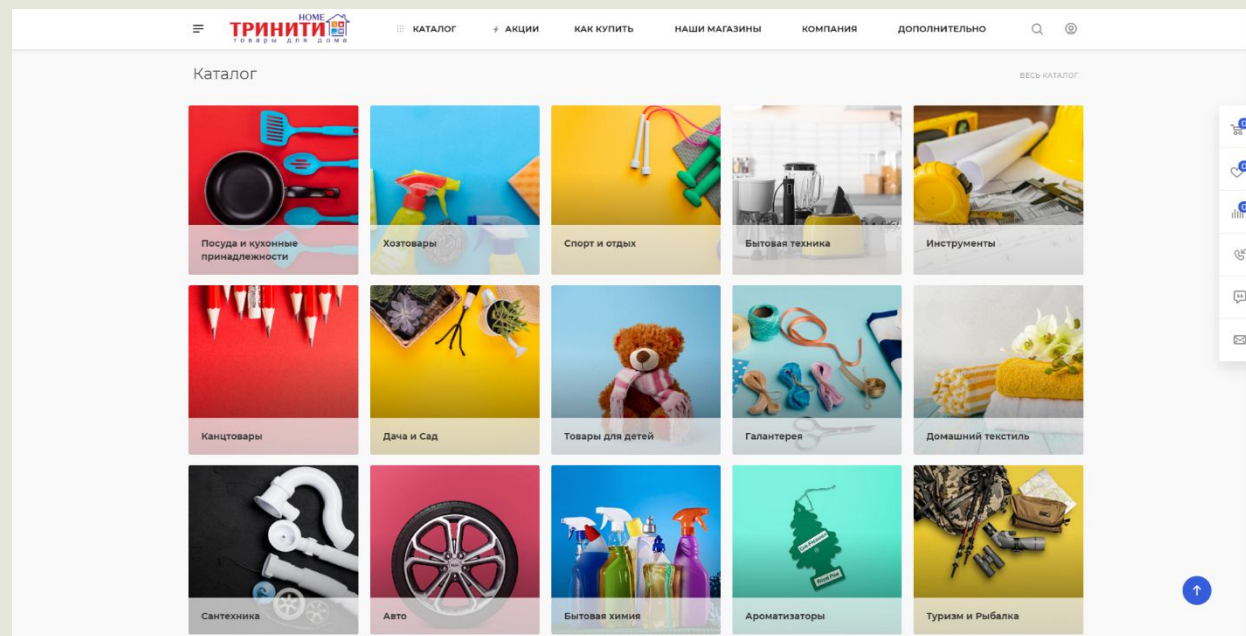 HOME
ТРИНИТИ
товары для дома
КАТАЛОГ
АКЦИИ
КАК КУПИТЬ
НАШИ МАГАЗИНЫ
КОМПАНИЯ
ДОПОЛНИТЕЛЬНО
Каталог
ВЕСЬ КАТАЛОГ
Посуда и кухонные
принадлежности
Хозтовары
Спорт и отдых
Бытовая техника
Инструменты
Канцтовары
Дача и Сад
Товары для детей
Галантерея
Домашний текстиль
Сантехника
Авто
Бытовая химия
Ароматизаторы
Туризм и Рыбалка